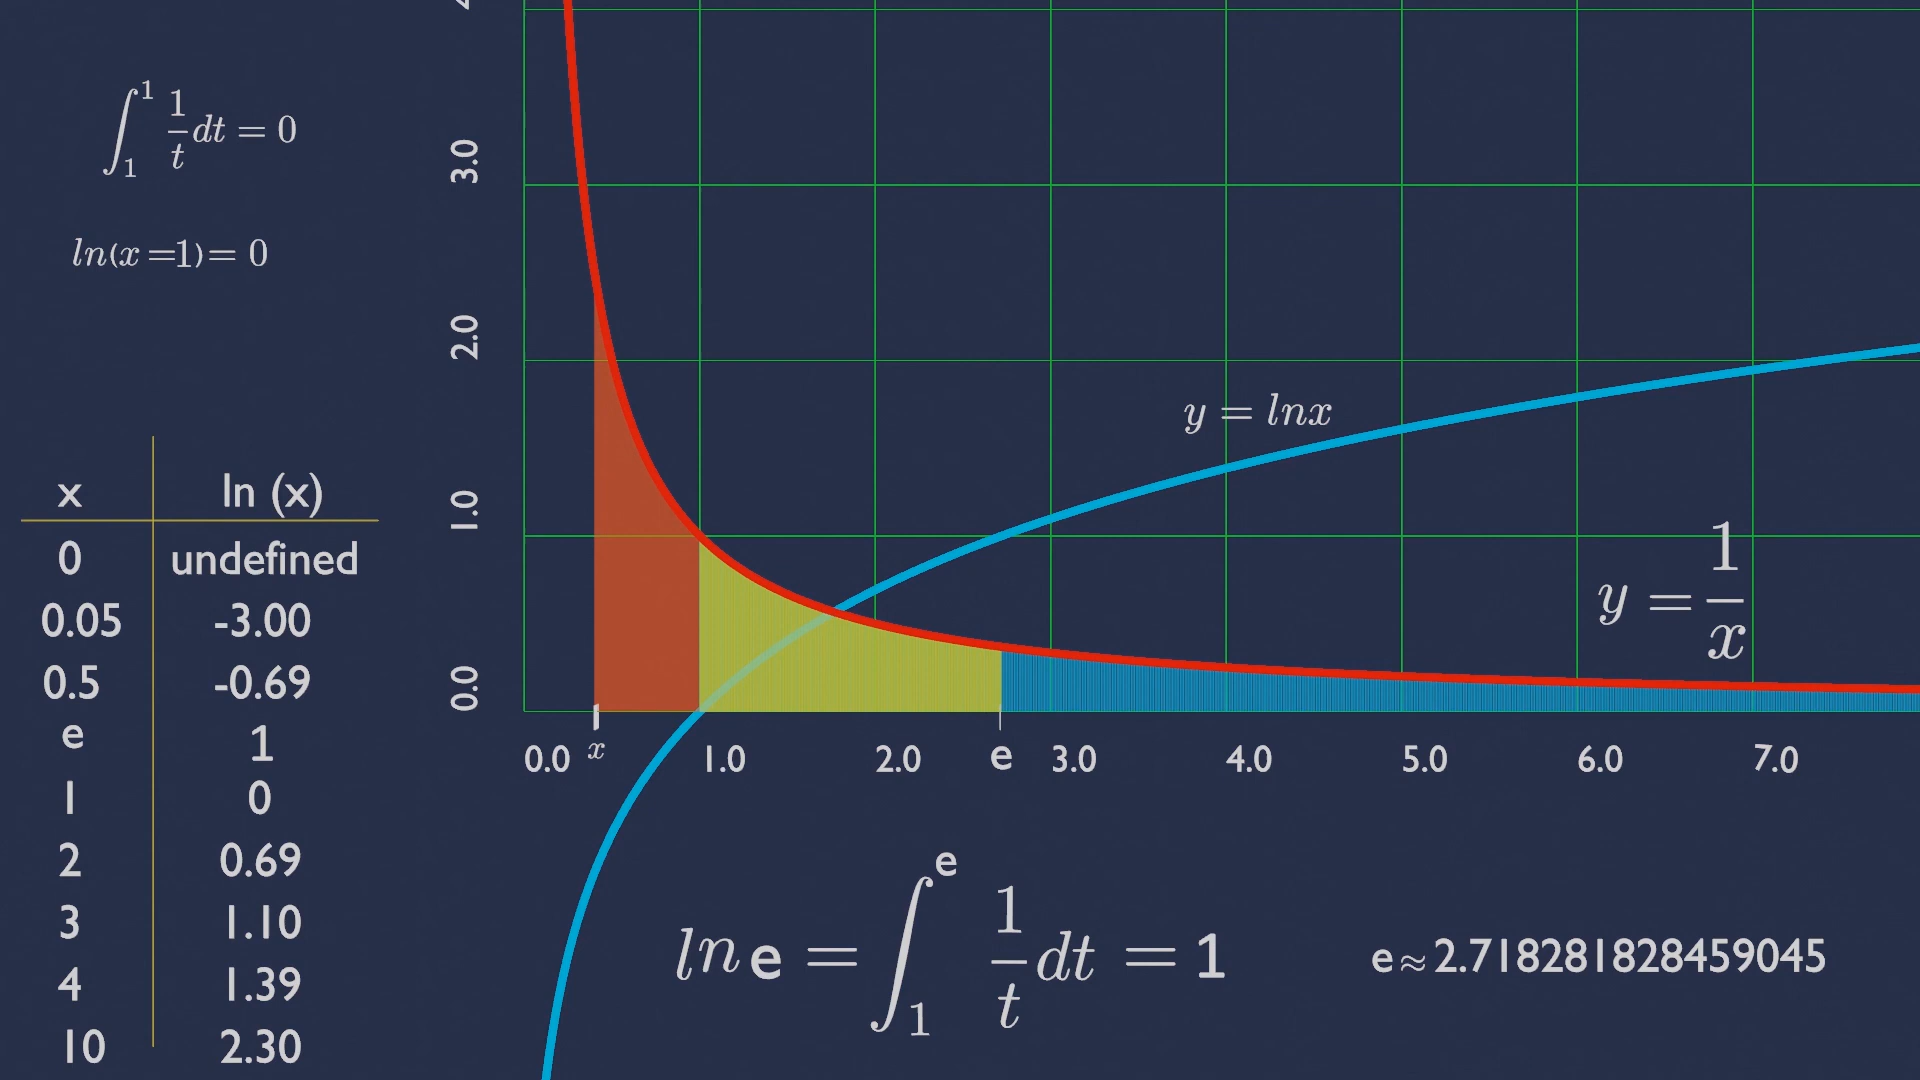 ∫₁¹ 1/t dt = 0
ln(x=1)= 0
x ln (x)
0 undefined
0.05 -3.00
0.5 -0.69
e 1
1 0
2 0.69
3 1.10
4 1.39
10 2.30
3.0
2.0
1.0
0.0
y = lnx
y = 1/x
0.0 x 1.0 2.0 e 3.0 4.0 5.0 6.0 7.0
ln e = ∫₁ᵉ 1/t dt = 1
e≈2.718281828459045